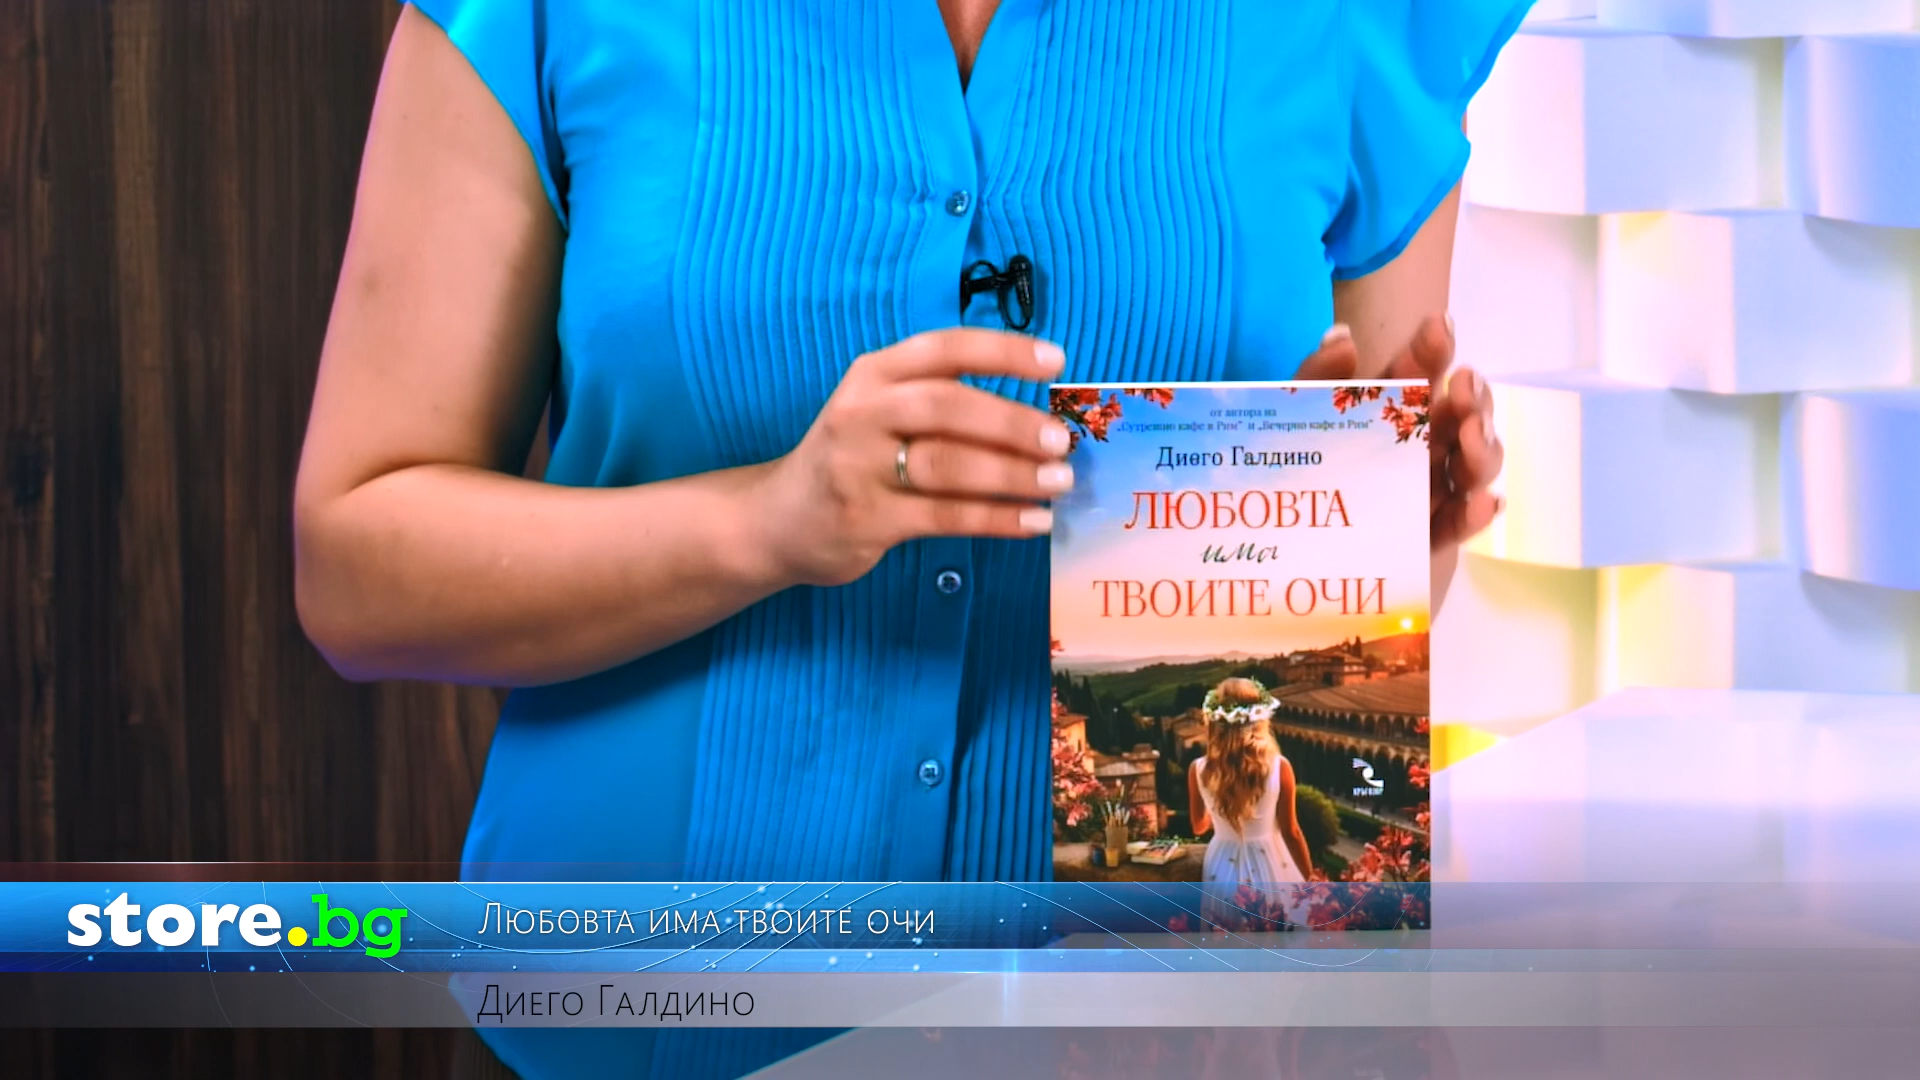 от автора на
„Сутрешно кафе в Рим“ и „Вечерно кафе в Рим“
Диего Галдино
ЛЮБОВТА
има
ТВОИТЕ ОЧИ
КРЪГОЗОР
store.bg
Любовта има твоите очи
Диего Галдино